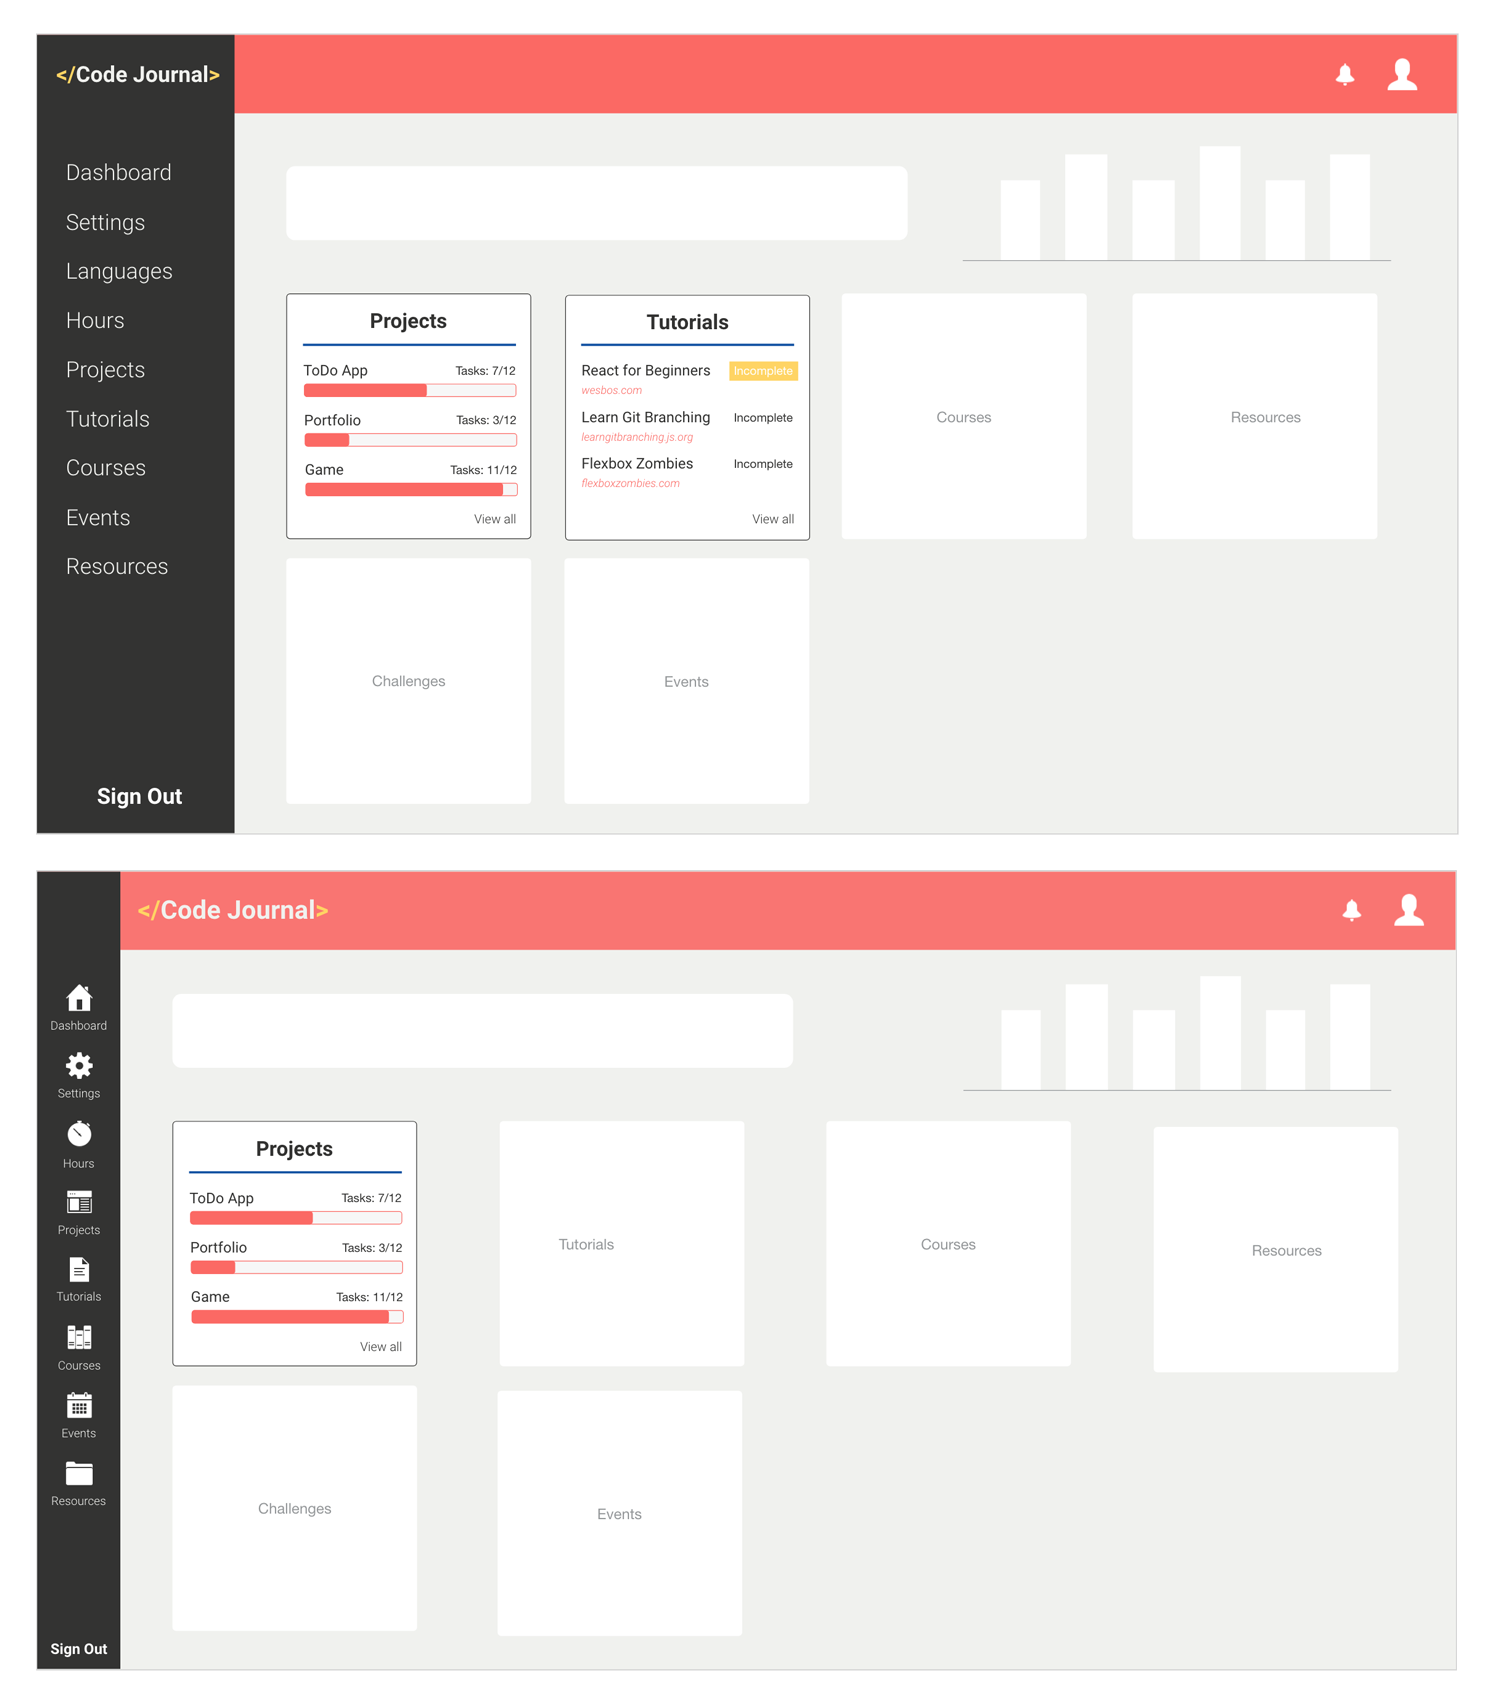 </Code Journal>
Dashboard
Settings
Languages
Hours
Projects
Tutorials
Courses
Events
Resources
Sign Out
Projects
ToDo App Tasks: 7/12
Portfolio Tasks: 3/12
Game Tasks: 11/12
View all
Tutorials
React for Beginners Incomplete
wesbos.com
Learn Git Branching Incomplete
learngitbranching.js.org
Flexbox Zombies Incomplete
flexboxzombies.com
View all
Courses
Resources
Challenges
Events
</Code Journal>
Dashboard
Settings
Hours
Projects
Tutorials
Courses
Events
Resources
Sign Out
Projects
ToDo App Tasks: 7/12
Portfolio Tasks: 3/12
Game Tasks: 11/12
View all
Tutorials
Courses
Resources
Challenges
Events